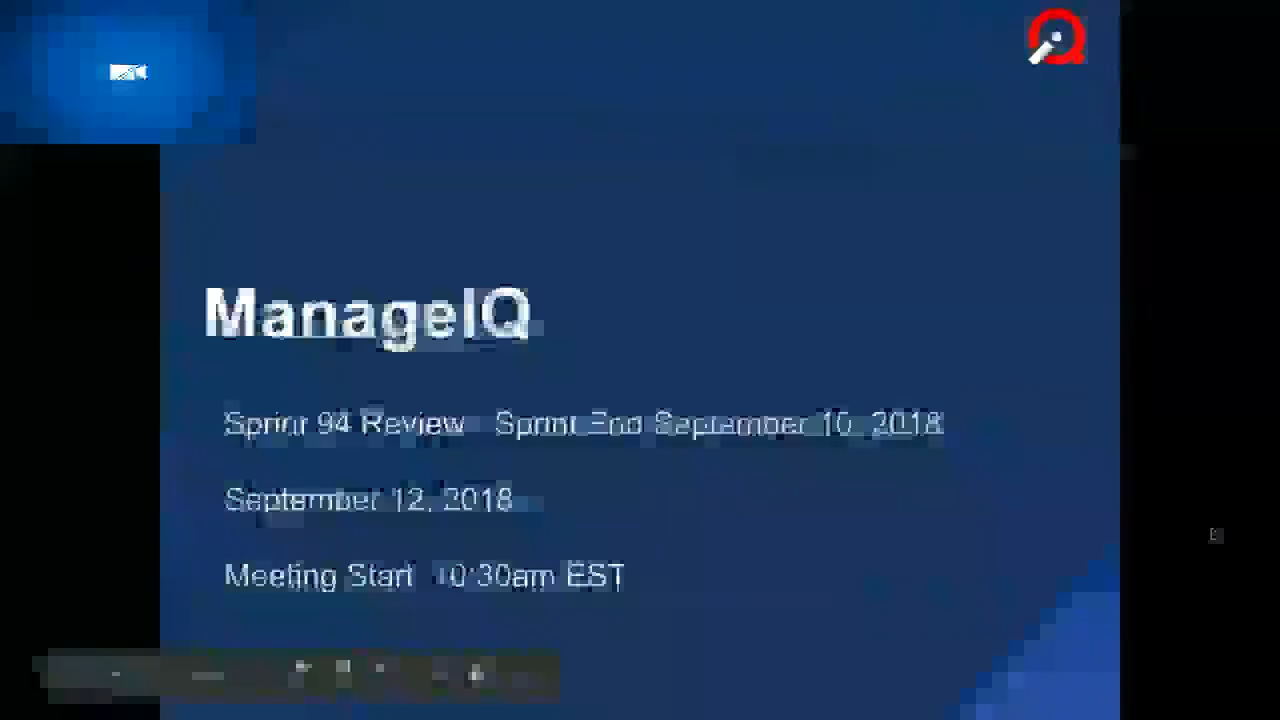 ManageIQ
Sprint 94 Review Sprint End September 10, 2018
September 12, 2018
Meeting Start 10:30am EST